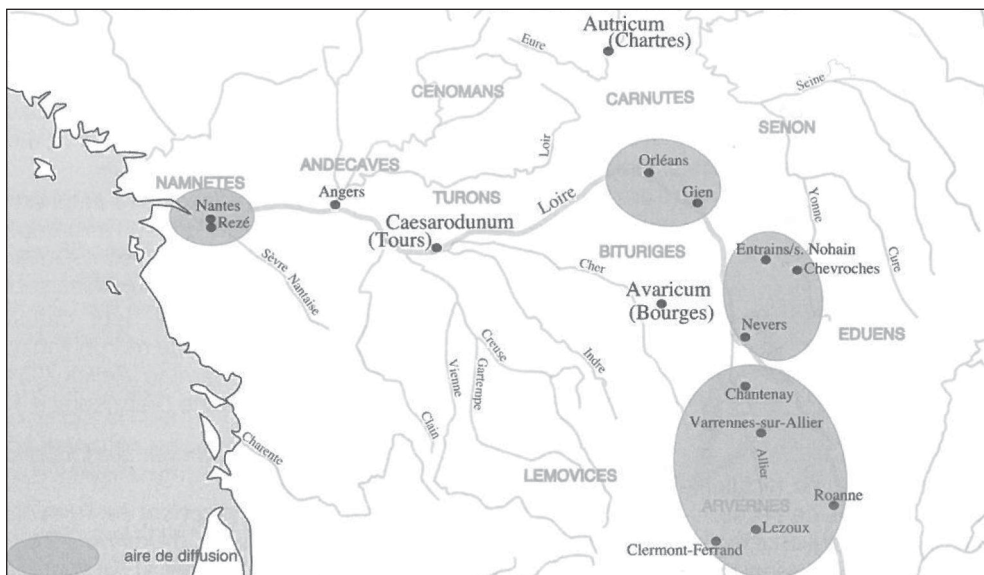 Autricum
(Chartres)
Eure
Seine
CENOMANS
CARNUTES
SENON
Loir
ANDECAVES
Orléans
NAMNETES
Angers
TURONS
Gien
Yonne
Nantes
Rezé
Loire
Caesarodunum
(Tours)
Sèvre Nantaise
BITURIGES
Entrains/s. Nohain
Cher
Chevroches
Cure
Avaricum
(Bourges)
Nevers
EDUENS
Creuse
Indre
Vienne
Gartempe
Chantenay
Clain
Varrennes-sur-Allier
Charente
Allier
LEMOVICES
Roanne
ARVERNES
Lezoux
Clermont-Ferrand
aire de diffusion